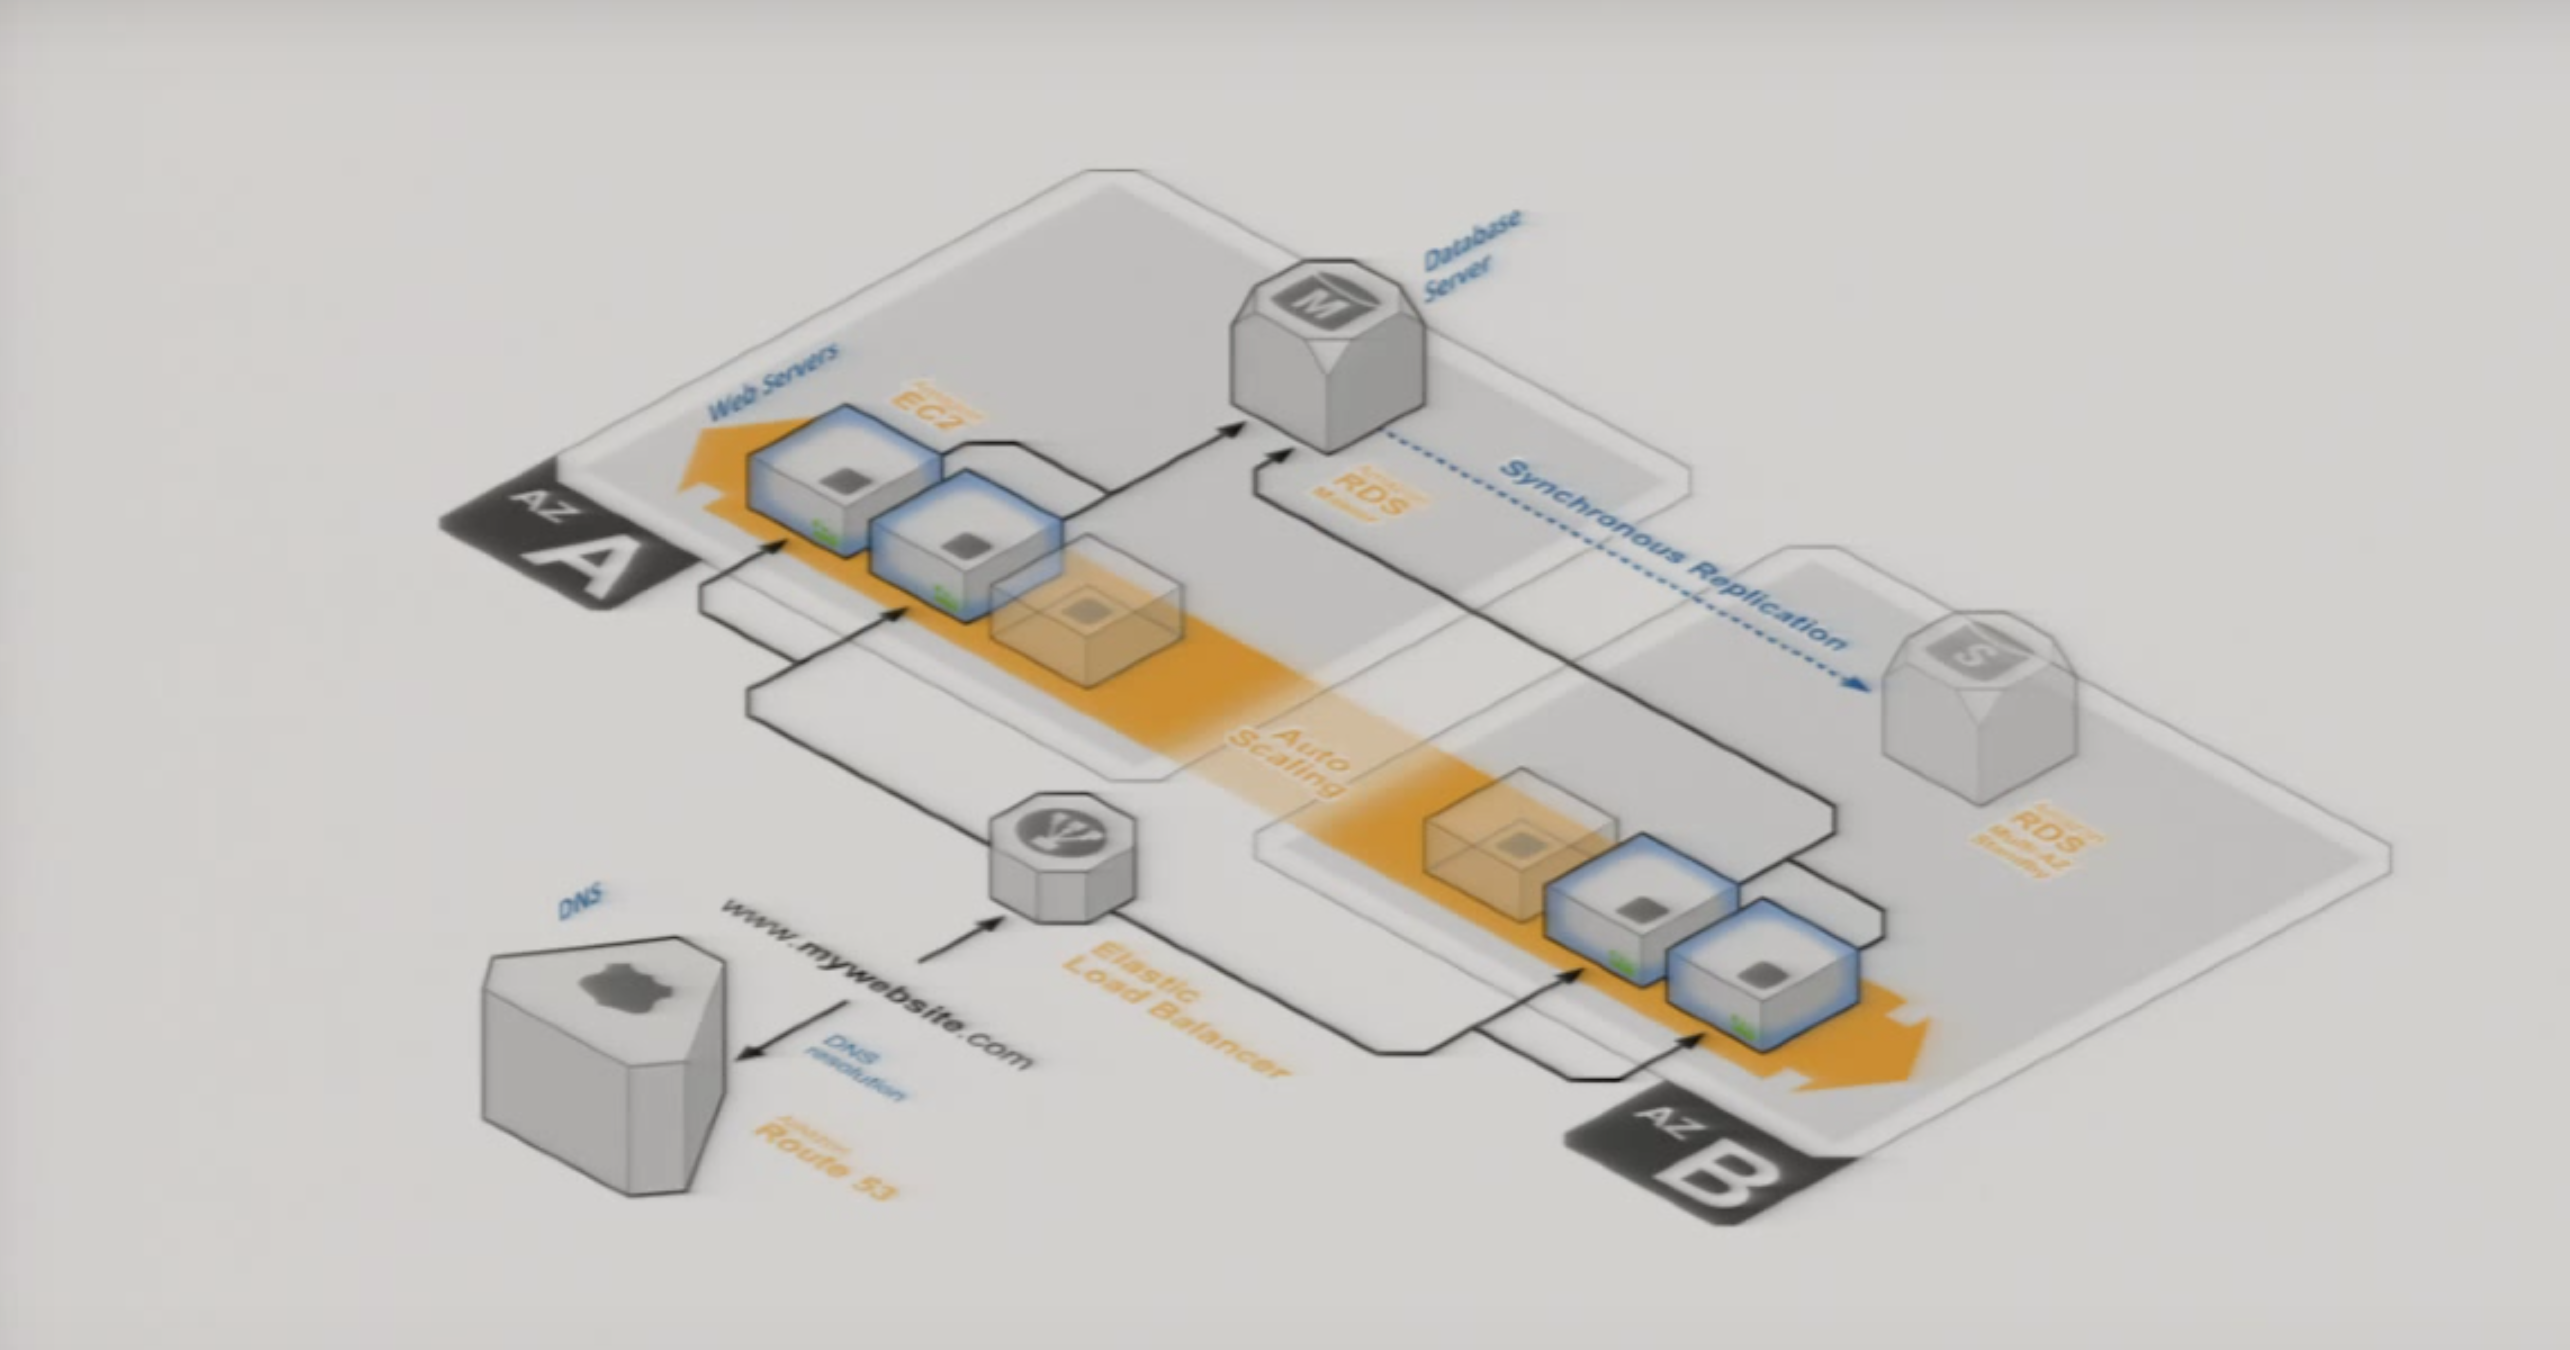 Database
Server
M
Web Servers
Amazon
EC2
Amazon
RDS
Master
Synchronous Replication
AZ
A
S
Auto
Scaling
Amazon
RDS
Multi-AZ
Standby
DNS
www.mywebsite.com
Elastic
Load Balancer
DNS
resolution
Amazon
Route 53
AZ
B